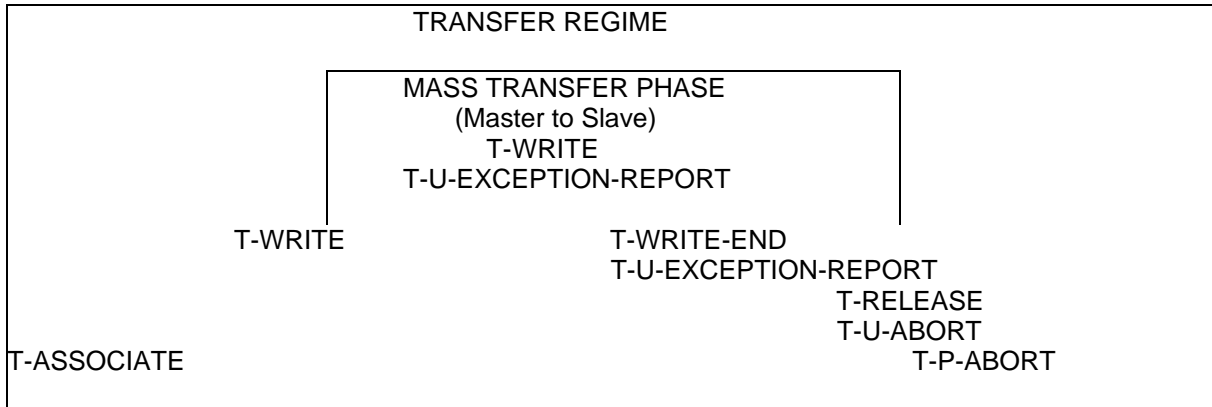 TRANSFER REGIME
MASS TRANSFER PHASE
(Master to Slave)
T-WRITE
T-U-EXCEPTION-REPORT
T-WRITE T-WRITE-END
T-U-EXCEPTION-REPORT
T-RELEASE
T-U-ABORT
T-ASSOCIATE T-P-ABORT